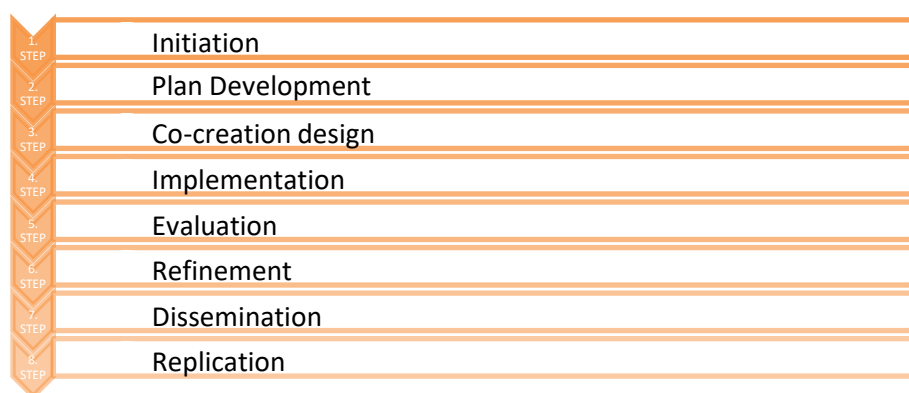 1.
STEP
Initiation
2.
STEP
Plan Development
3.
STEP
Co-creation design
4.
STEP
Implementation
5.
STEP
Evaluation
6.
STEP
Refinement
7.
STEP
Dissemination
8.
STEP
Replication